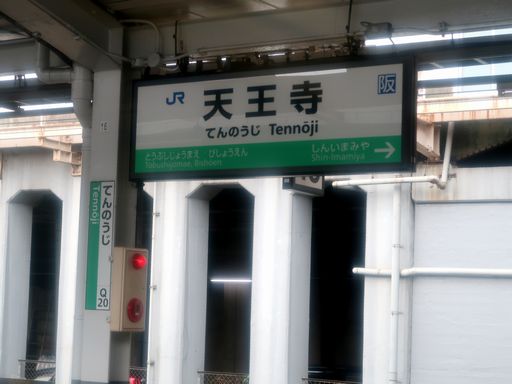 JR 天王寺 阪
てんのうじ Tennōji
とうぶしじょうまえ びしょうえん しんいまみや
Tobushijomae, Bishoen Shin-Imamiya
てんのうじ
Tennoji
Q
20